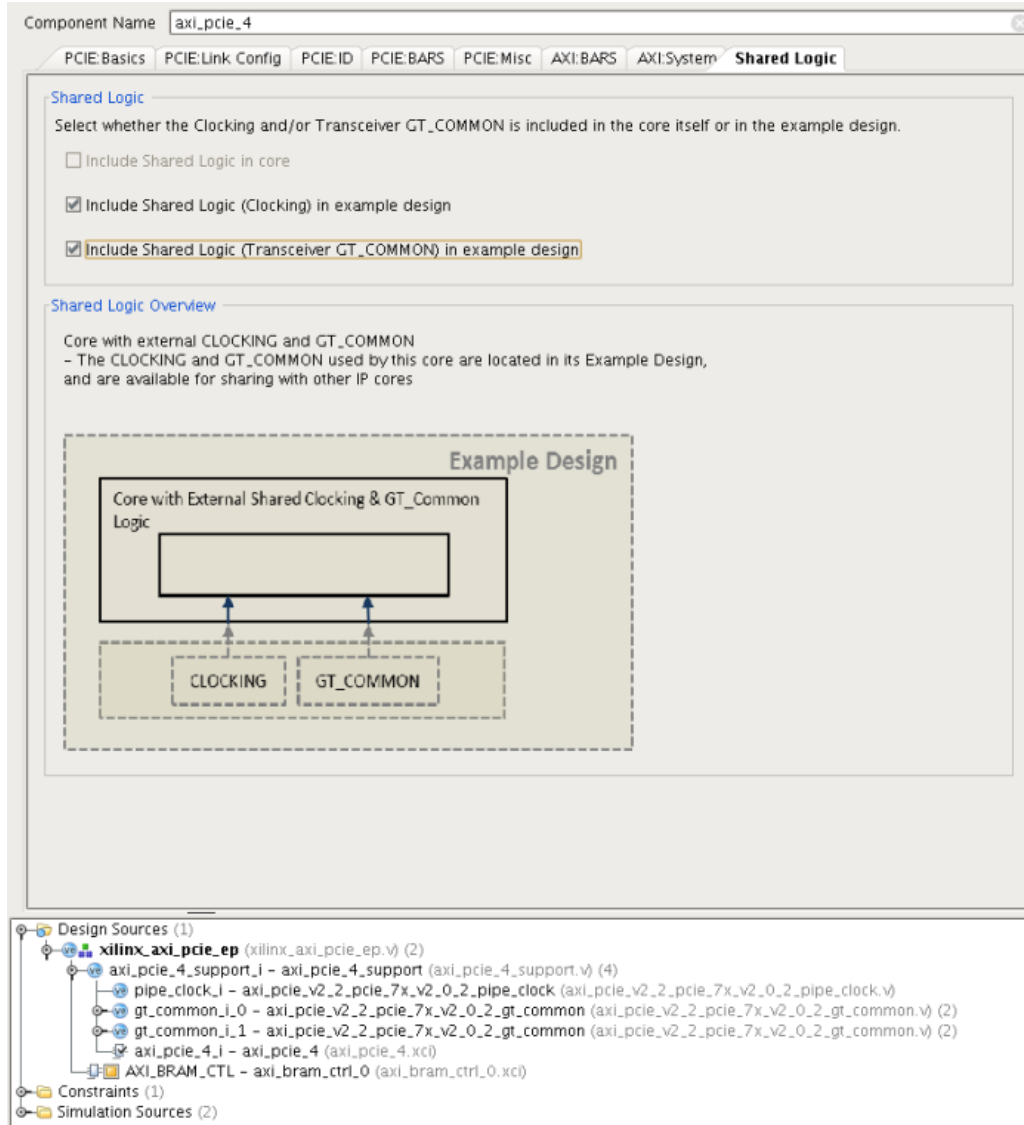 Component Name axi_pcie_4
PCIE:Basics PCIE:Link Config PCIE:ID PCIE:BARS PCIE:Misc AXI:BARS AXI:System Shared Logic
Shared Logic
Select whether the Clocking and/or Transceiver GT_COMMON is included in the core itself or in the example design.
Include Shared Logic in core
Include Shared Logic (Clocking) in example design
Include Shared Logic (Transceiver GT_COMMON) in example design
Shared Logic Overview
Core with external CLOCKING and GT_COMMON
– The CLOCKING and GT_COMMON used by this core are located in its Example Design,
and are available for sharing with other IP cores
Example Design
Core with External Shared Clocking & GT_Common
Logic
CLOCKING GT_COMMON
Design Sources (1)
xilinx_axi_pcie_ep (xilinx_axi_pcie_ep.v) (2)
axi_pcie_4_support_i – axi_pcie_4_support (axi_pcie_4_support.v) (4)
pipe_clock_i – axi_pcie_v2_2_pcie_7x_v2_0_2_pipe_clock (axi_pcie_v2_2_pcie_7x_v2_0_2_pipe_clock.v)
gt_common_i_0 – axi_pcie_v2_2_pcie_7x_v2_0_2_gt_common (axi_pcie_v2_2_pcie_7x_v2_0_2_gt_common.v) (2)
gt_common_i_1 – axi_pcie_v2_2_pcie_7x_v2_0_2_gt_common (axi_pcie_v2_2_pcie_7x_v2_0_2_gt_common.v) (2)
axi_pcie_4_i – axi_pcie_4 (axi_pcie_4.xci)
AXI_BRAM_CTL – axi_bram_ctrl_0 (axi_bram_ctrl_0.xci)
Constraints (1)
Simulation Sources (2)